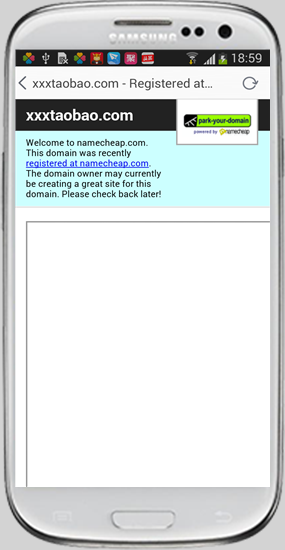 SAMSUNG
18:59
xxxtaobao.com - Registered at...
xxxtaobao.com
park-your-domain
powered by namecheap
Welcome to namecheap.com.
This domain was recently
registered at namecheap.com.
The domain owner may currently
be creating a great site for this
domain. Please check back later!